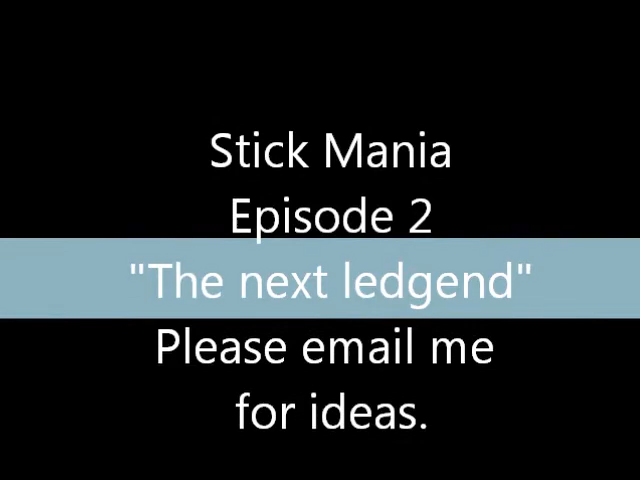 Stick Mania
Episode 2
"The next ledgend"
Please email me
for ideas.